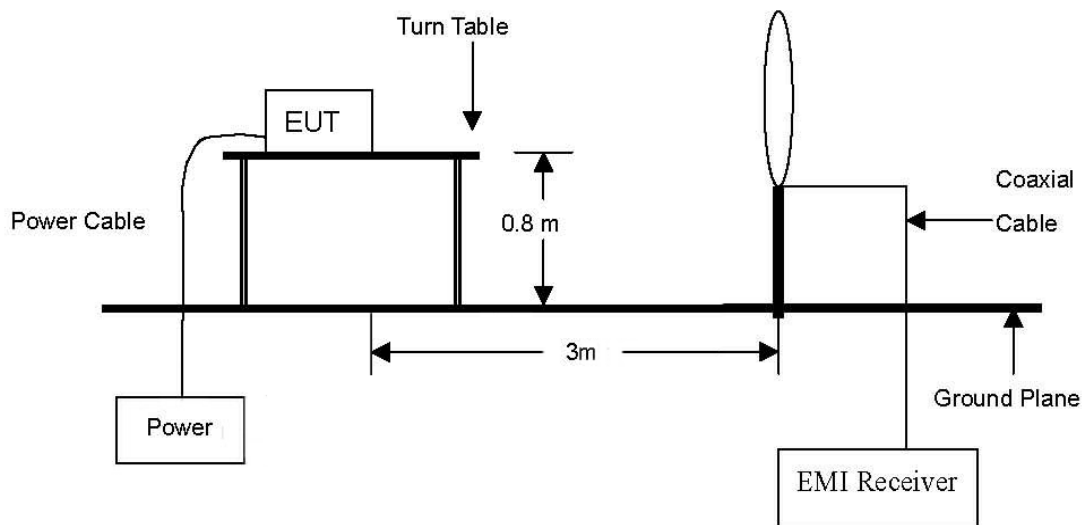 Turn Table
EUT
Coaxial
Cable
Power Cable
0.8 m
3m
Ground Plane
Power
EMI Receiver